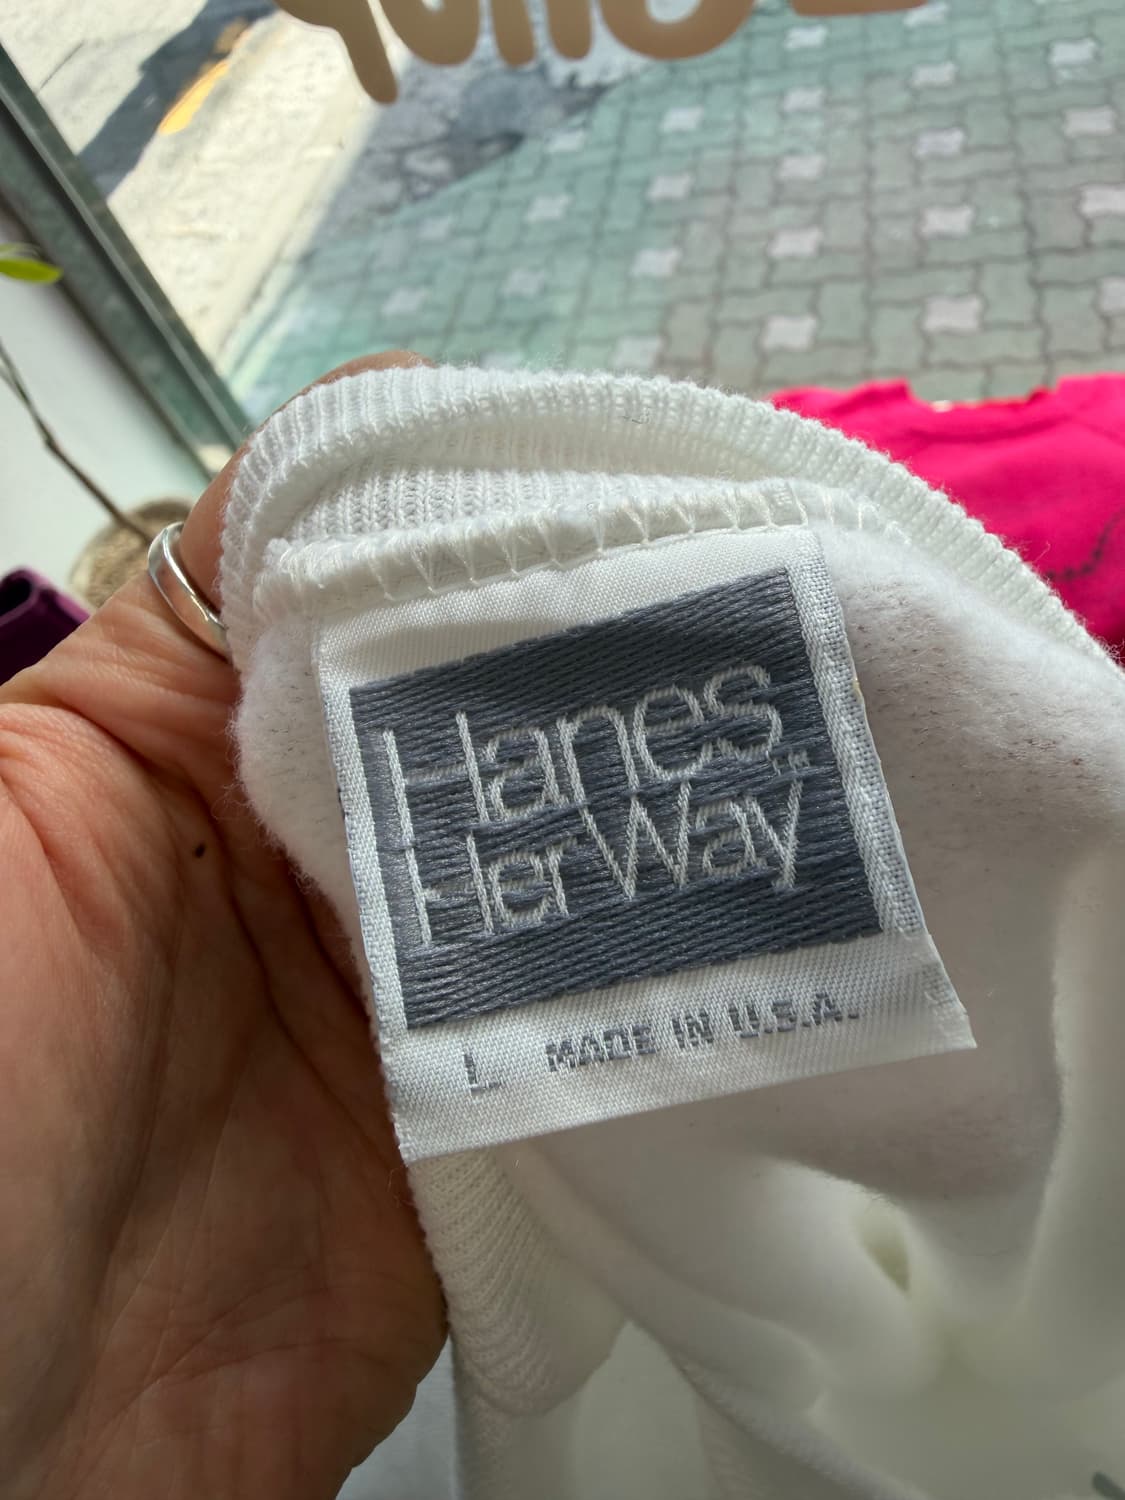 Hanes
Her Way
L MADE IN U.S.A.